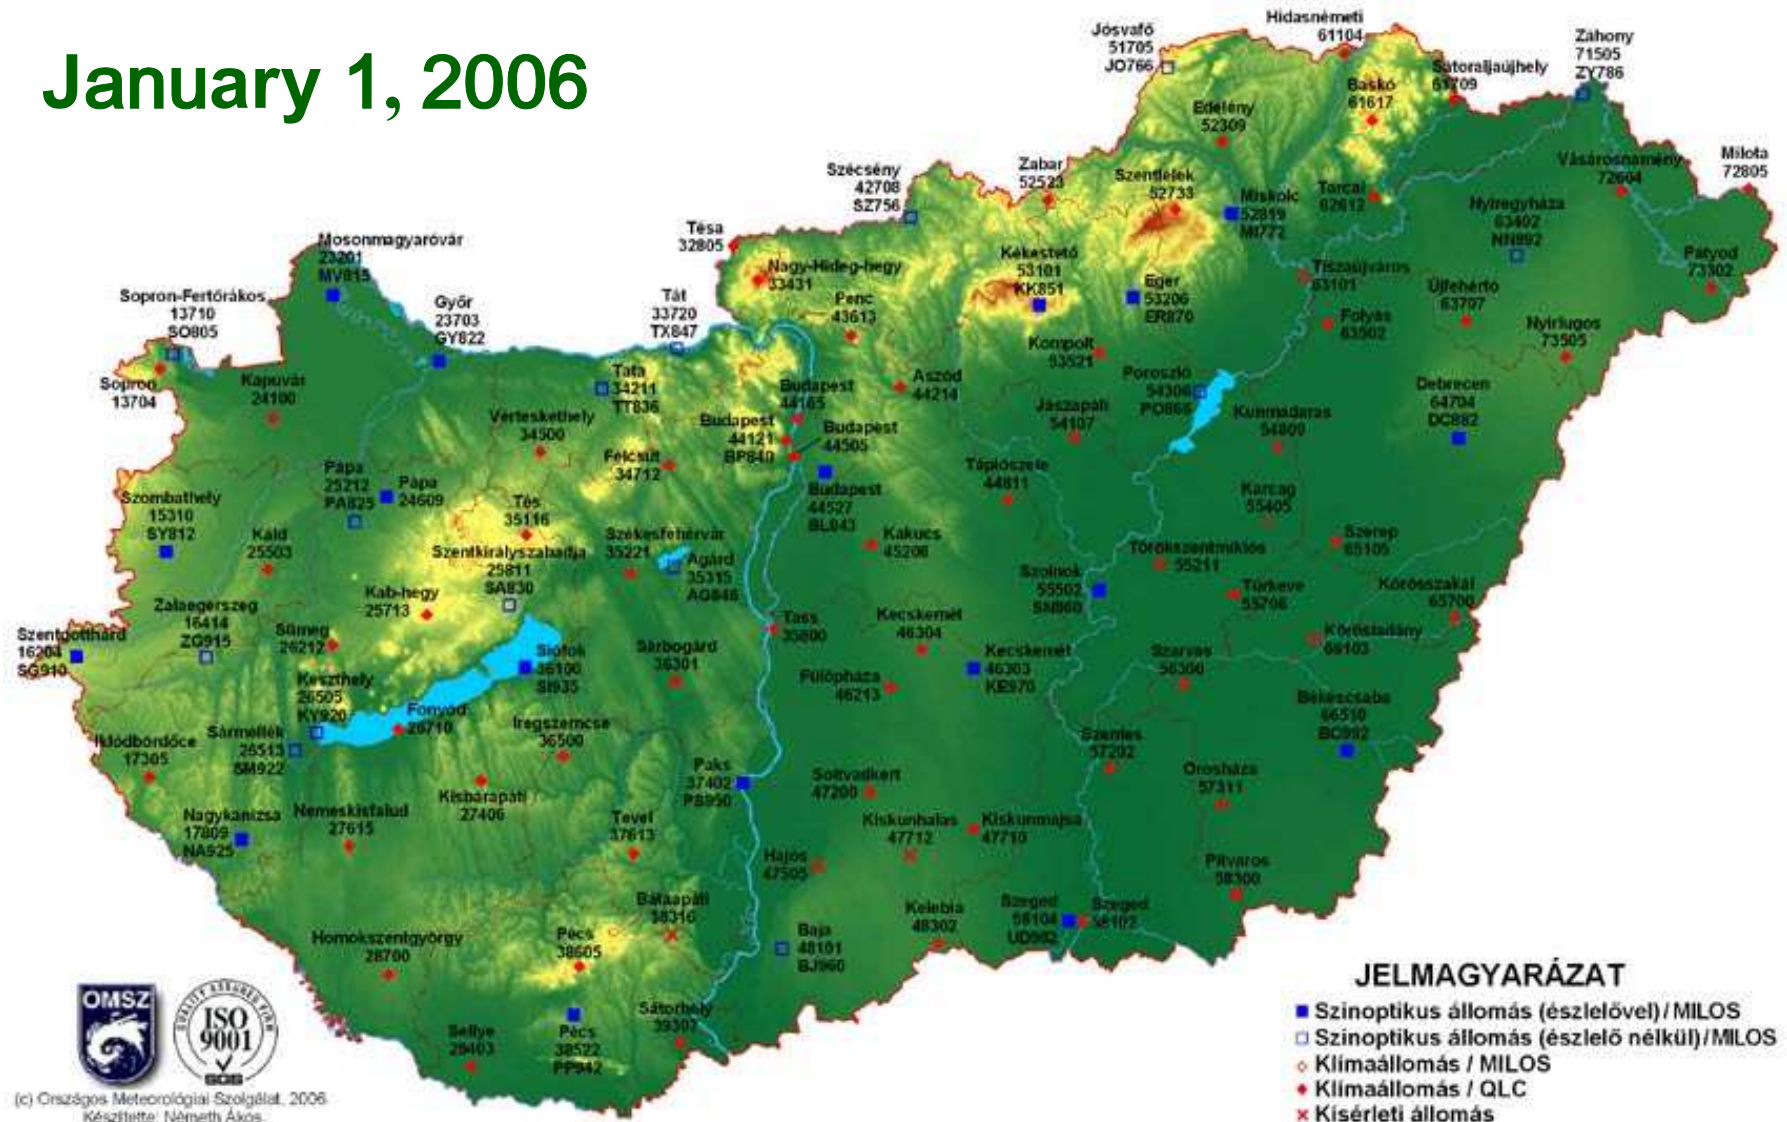 January 1, 2006
Hidasnémeti
61104
Jósvafő
51705
JO766
Záhony
71505
ZY786
Sátoraljaújhely
61709
Baskó
61617
Edelény
52309
Szécsény
42708
SZ756
Zabar
52523
Szentlélek
52733
Miskolc
52819
MI772
Tarcal
62612
Vásárosnamény
72604
Milota
72805
Nyíregyháza
63402
NN892
Tésa
32805
Nagy-Hideg-hegy
33431
Kékestető
53101
KK851
Eger
53206
ER870
Tiszaújváros
63101
Pátyod
73302
Mosonmagyaróvár
23201
MV815
Sopron-Fertőrákos
13710
SO805
Győr
23703
GY822
Tát
33720
TX847
Penc
43613
Újfehértó
63707
Folyás
63502
Nyírlugos
73505
Kompolt
53521
Sopron
13704
Kapuvár
24100
Tata
34211
TT836
Budapest
44165
Aszód
44214
Poroszló
54306
PO866
Debrecen
64704
DC882
Vérteskethely
34500
Budapest
44121
BP840
Budapest
44505
Jászapáti
54107
Kunmadaras
54809
Felcsút
34712
Pápa
25212
PA825
Pápa
24609
Budapest
44527
BL843
Tápiószele
44811
Karcag
55405
Szombathely
15310
SY812
Tés
35116
Káld
25503
Székesfehérvár
35221
Kakucs
45208
Szerep
65105
Szentkirályszabadja
25811
SA830
Agárd
35315
Törökszentmiklós
55211
Szolnok
55502
SN860
Túrkeve
55706
Körösszakál
65700
Kab-hegy
25713
Zalaegerszeg
16414
ZG915
Szentgotthárd
16204
SG910
Sümeg
26212
Tass
35800
Kecskemét
46304
Siófok
36100
SI935
Sárbogárd
36301
Kecskemét
46303
KE970
Szarvas
56300
Fülöpháza
46213
Keszthely
26505
KY920
Békéscsaba
66510
BC992
Fonyód
26710
Iregszemcse
36500
Sármellék
26513
SM922
Iklódbördőce
17305
Szentes
57202
Paks
37402
PS950
Soltvadkert
47200
Orosháza
57311
Kisbárapáti
27406
Nagykanizsa
17809
NA925
Nemeskisfalud
27615
Tevel
37613
Kiskunhalas
47712
Kiskunmajsa
47710
Hajós
47505
Pitvaros
58300
Bátaapáti
38316
Kelebia
48302
Szeged
Szeged
58102
Homokszentgyörgy
28700
Pécs
38605
Baja
48101
BJ960
Sátorhely
39307
Sellye
Pécs
38522
PP942
OMSZ
QUALITY ASSURED FIRM
ISO
9001
SGS
(c) Országos Meteorológiai Szolgálat, 2006
Készítette: Németh Ákos
JELMAGYARÁZAT
Szinoptikus állomás (észlelővel) / MILOS
Szinoptikus állomás (észlelő nélkül) / MILOS
Klímaállomás / MILOS
Klímaállomás / QLC
Kísérleti állomás